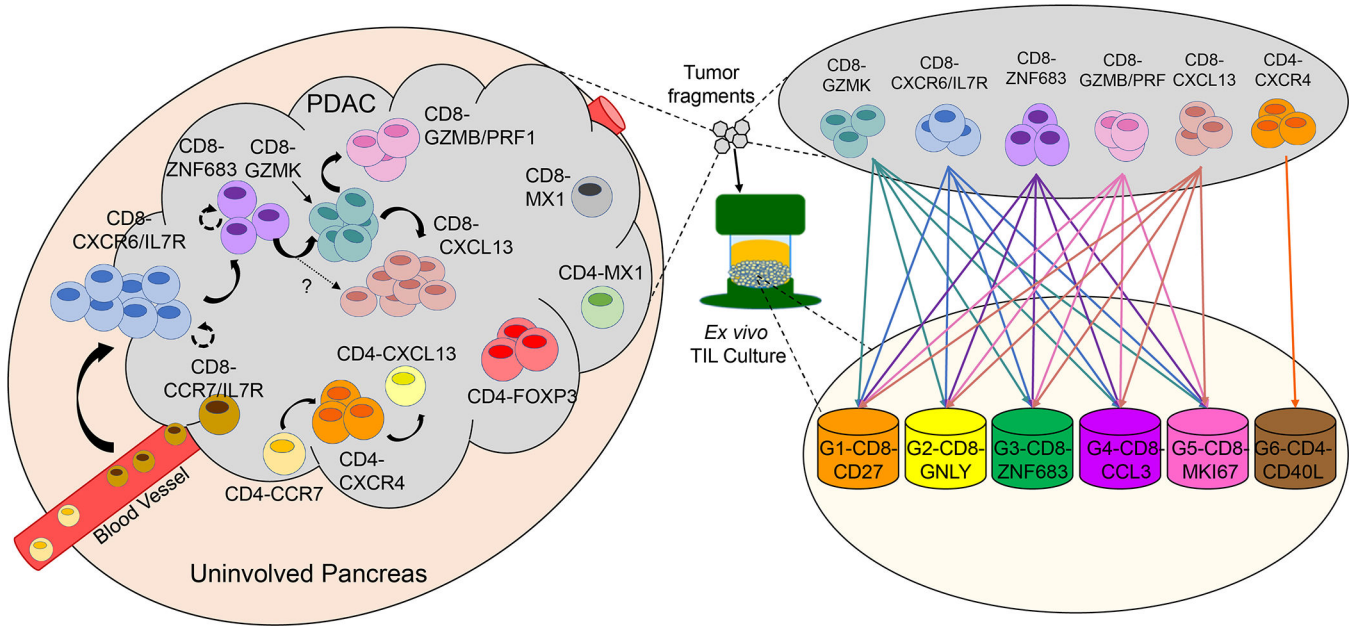 PDAC
CD8-
GZMB/PRF1
CD8-
ZNF683
CD8-
GZMK
CD8-
MX1
CD8-
CXCR6/IL7R
CD8-
CXCL13
?
CD4-MX1
CD8-
CCR7/IL7R
CD4-CXCL13
CD4-FOXP3
CD4-
CXCR4
CD4-CCR7
Blood Vessel
Uninvolved Pancreas
Tumor
fragments
Ex vivo
TIL Culture
CD8-
GZMK
CD8-
CXCR6/IL7R
CD8-
ZNF683
CD8-
GZMB/PRF
CD8-
CXCL13
CD4-
CXCR4
G1-CD8-
CD27
G2-CD8-
GNLY
G3-CD8-
ZNF683
G4-CD8-
CCL3
G5-CD8-
MKI67
G6-CD4-
CD40L